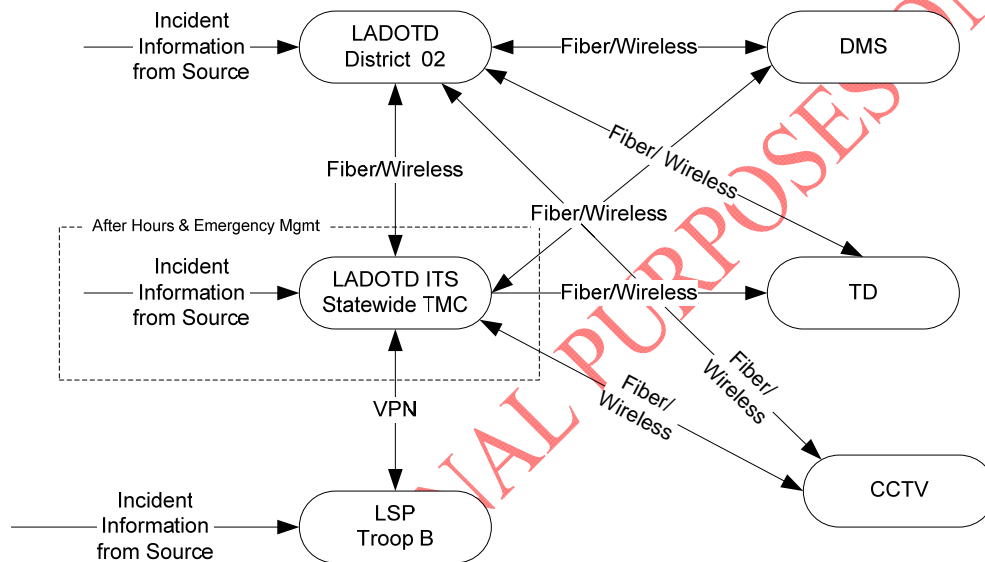 Incident
Information
from Source
LADOTD
District 02
Fiber/Wireless
DMS
Fiber/ Wireless
Fiber/Wireless
Fiber/Wireless
After Hours & Emergency Mgmt
Incident
Information
from Source
LADOTD ITS
Statewide TMC
Fiber/Wireless
TD
Fiber/
Wireless
Fiber/
Wireless
VPN
CCTV
Incident
Information
from Source
LSP
Troop B
PURPOSES